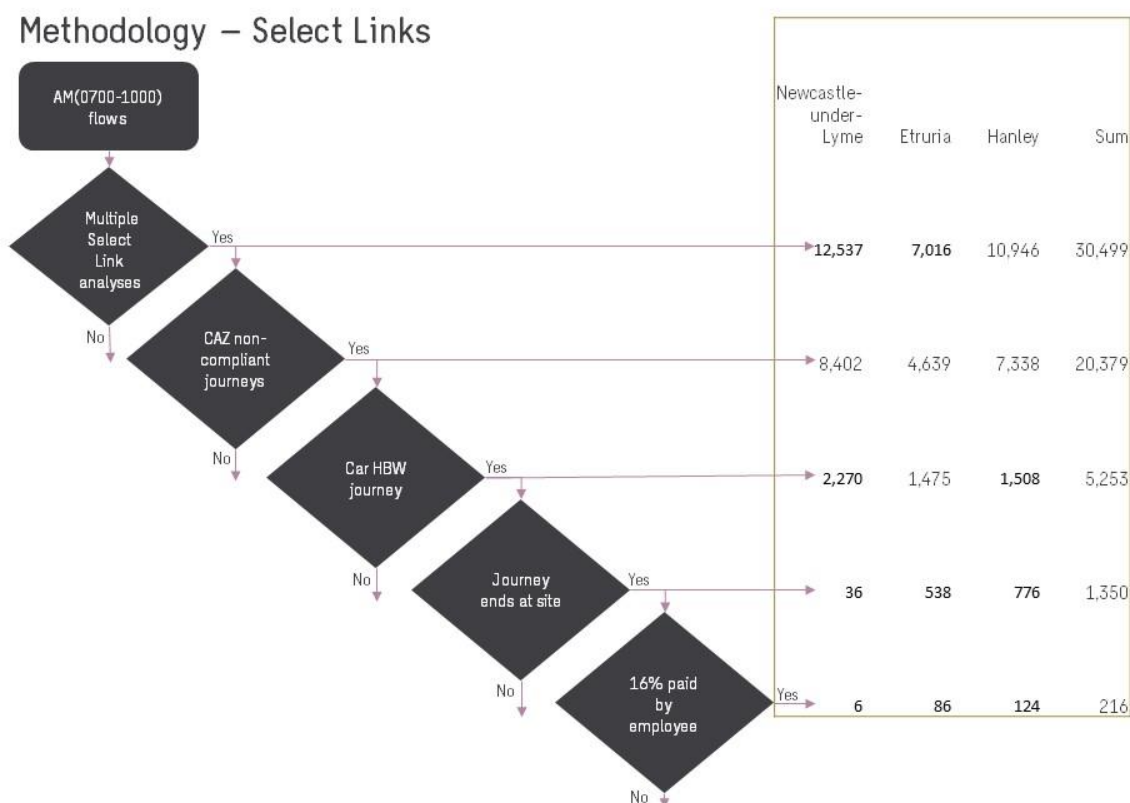 Methodology – Select Links
AM(0700-1000)
flows
Newcastle-
under-
Lyme
Etruria
Hanley
Sum
Multiple
Select
Link
analyses
Yes
12,537
7,016
10,946
30,499
No
CAZ non-
compliant
journeys
Yes
8,402
4,639
7,338
20,379
No
Car HBW
journey
Yes
2,270
1,475
1,508
5,253
No
Journey
ends at site
Yes
36
538
776
1,350
No
16% paid
by
employee
Yes
6
86
124
216
No